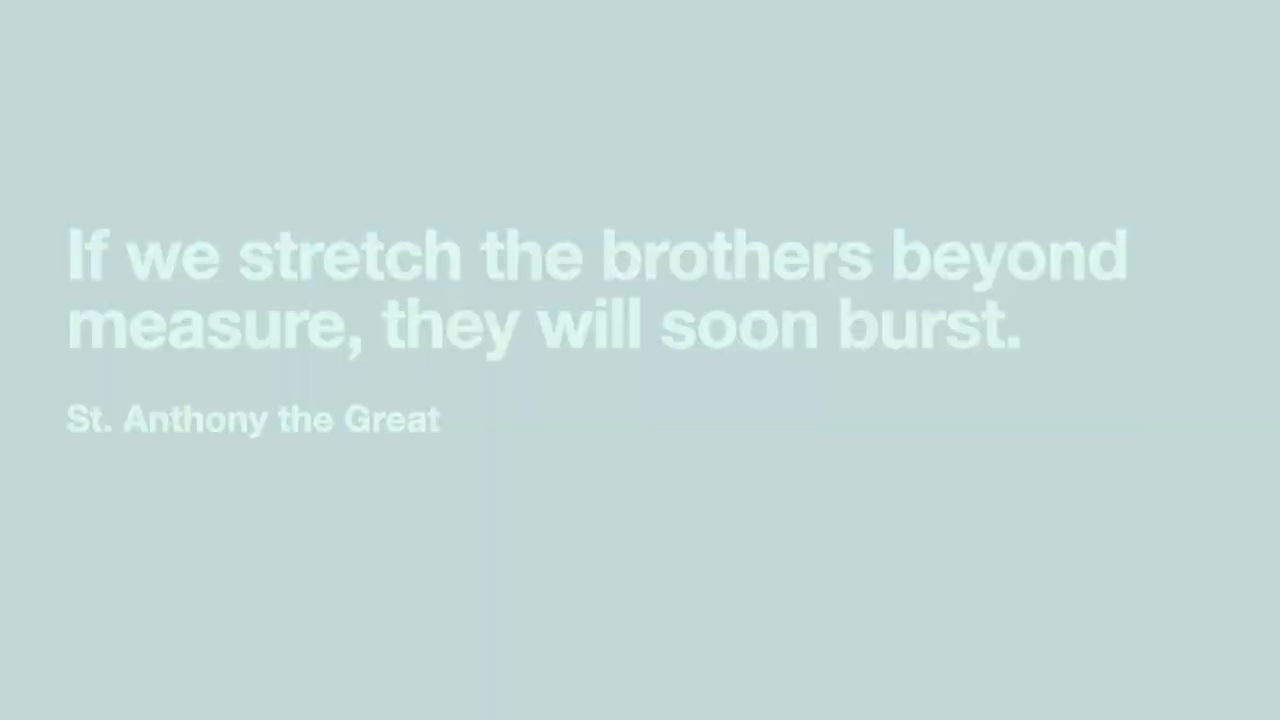 If we stretch the brothers beyond
measure, they will soon burst.
St. Anthony the Great